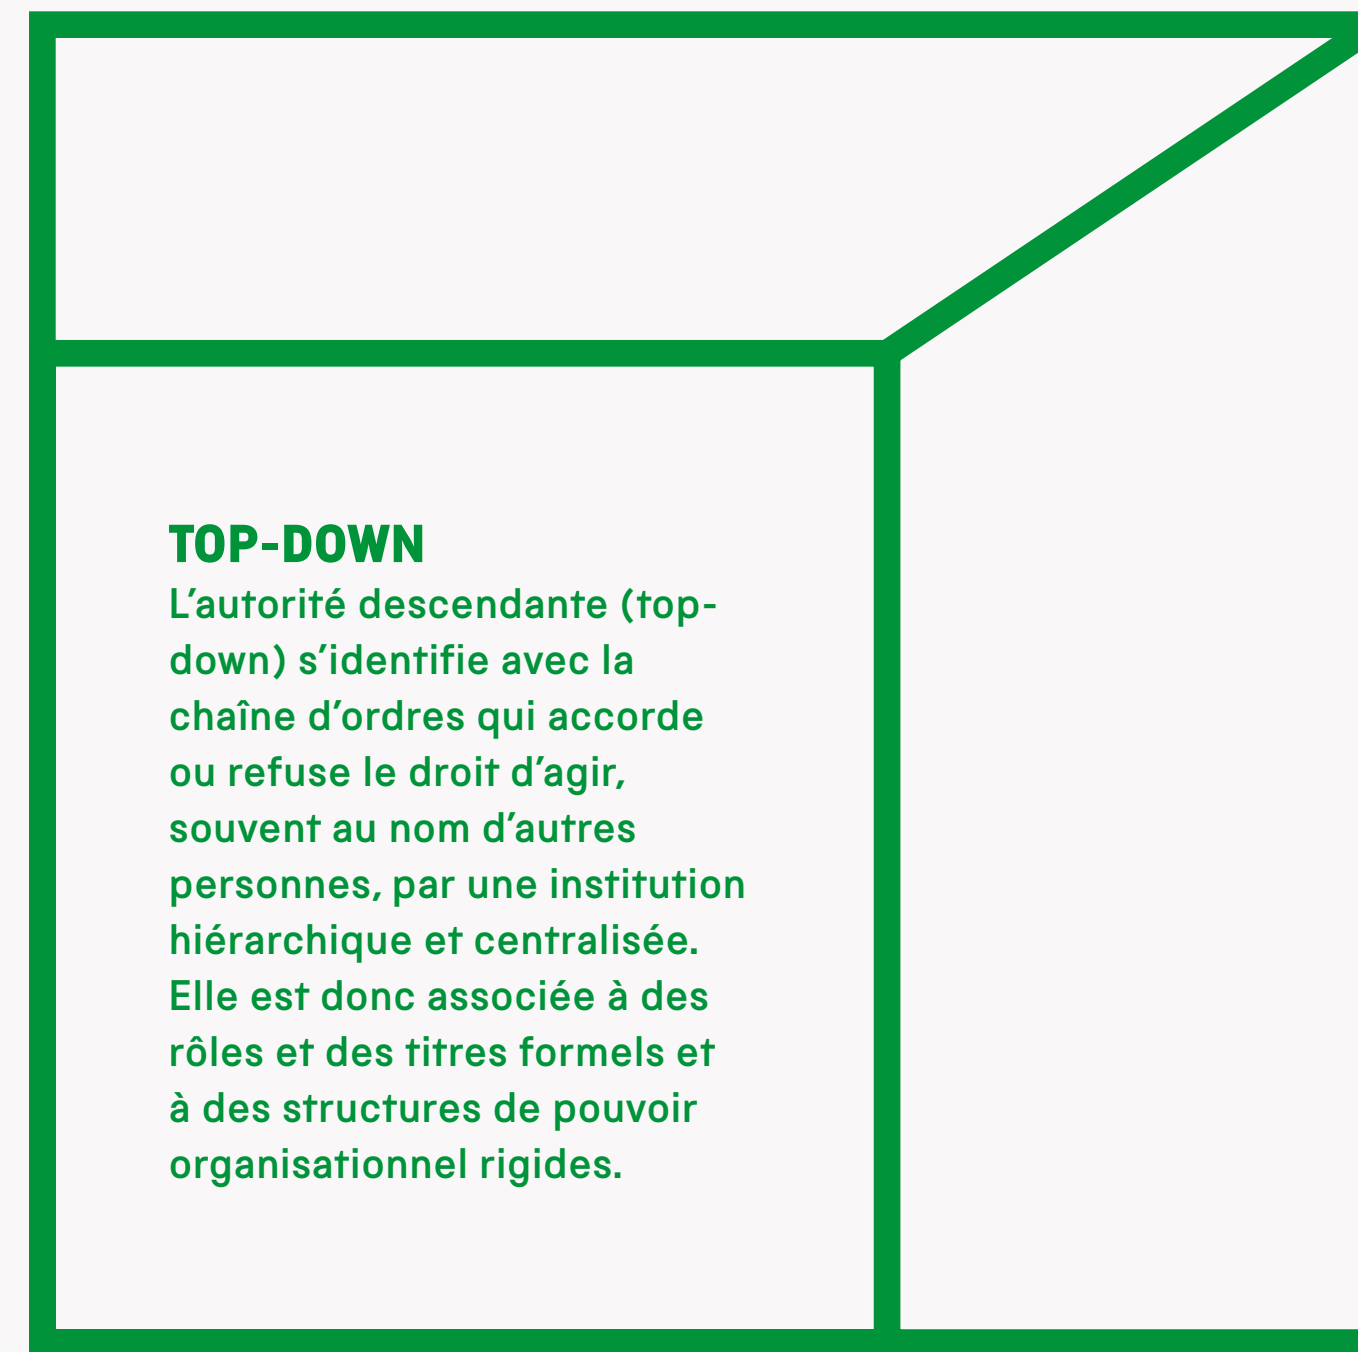 TOP-DOWN
L’autorité descendante (top-
down) s’identifie avec la
chaîne d’ordres qui accorde
ou refuse le droit d’agir,
souvent au nom d’autres
personnes, par une institution
hiérarchique et centralisée.
Elle est donc associée à des
rôles et des titres formels et
à des structures de pouvoir
organisationnel rigides.